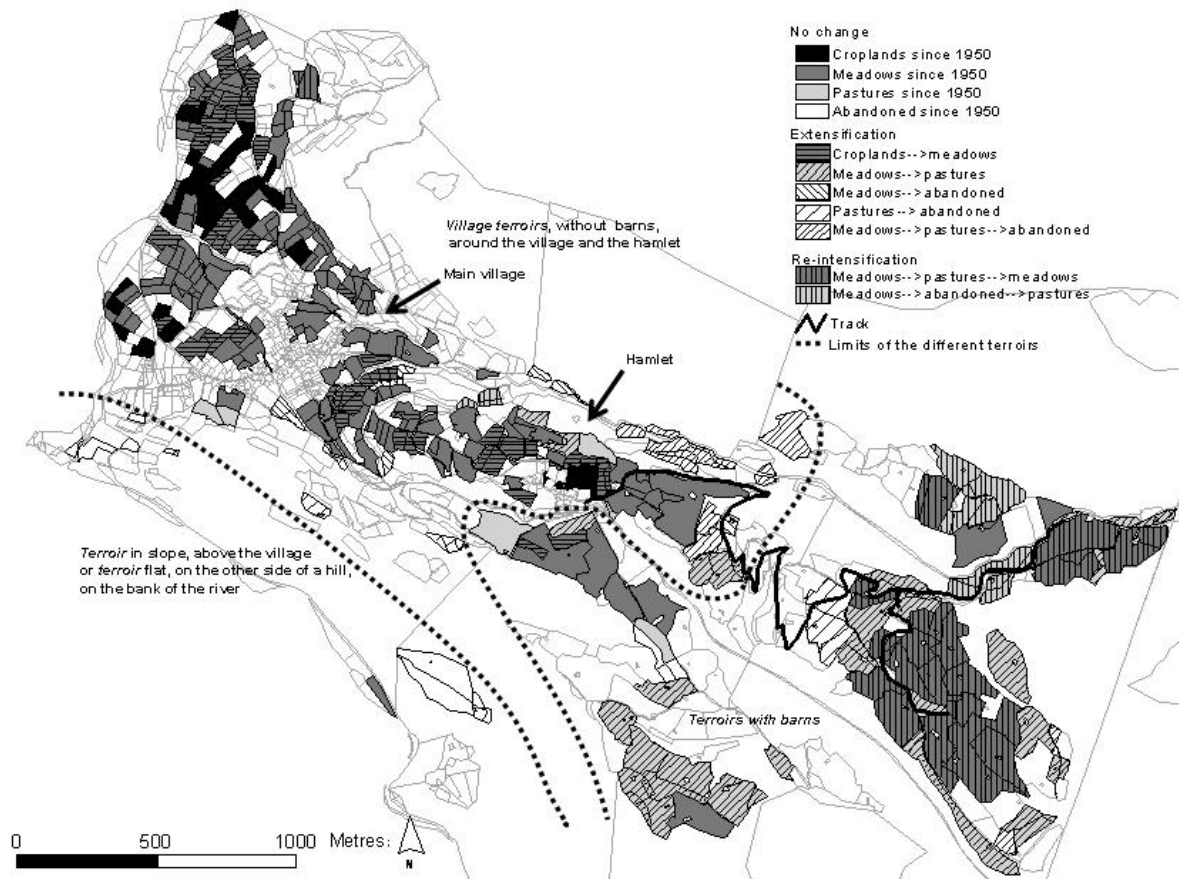 No change
Croplands since 1950
Meadows since 1950
Pastures since 1950
Abandoned since 1950
Extensification
Croplands-->meadows
Meadows-->pastures
Meadows-->abandoned
Pastures-->abandoned
Meadows-->pastures-->abandoned
Re-intensification
Meadows-->pastures-->meadows
Meadows-->abandoned-->pastures
Track
Limits of the different terroirs
Village terroirs, without barns,
around the village and the hamlet
Main village
Hamlet
Terroir in slope, above the village
or terroir flat, on the other side of a hill,
on the bank of the river
Terroirs with barns
0 500 1000 Metres:
N